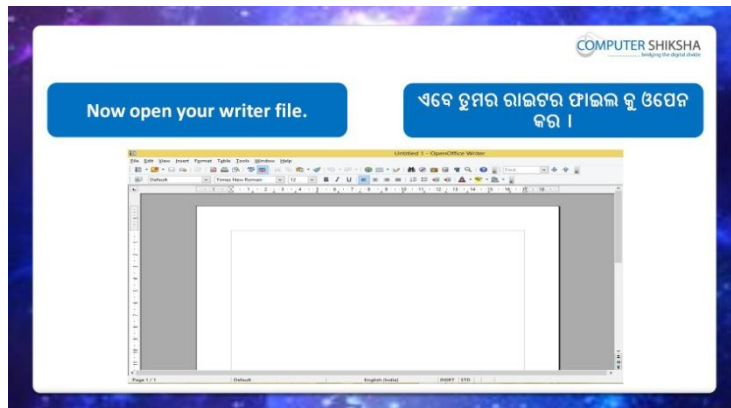 COMPUTER SHIKSHA
bridging the digital divide
Now open your writer file.
ଏବେ ତୁମର ରାଇଟର ଫାଇଲ କୁ ଓପେନ
କର ।
Untitled 1 - OpenOffice Writer
File Edit View Insert Format Table Tools Window Help
Find
Default Times New Roman 12 B I U
Page 1 / 1 Default English (India) INSRT STD